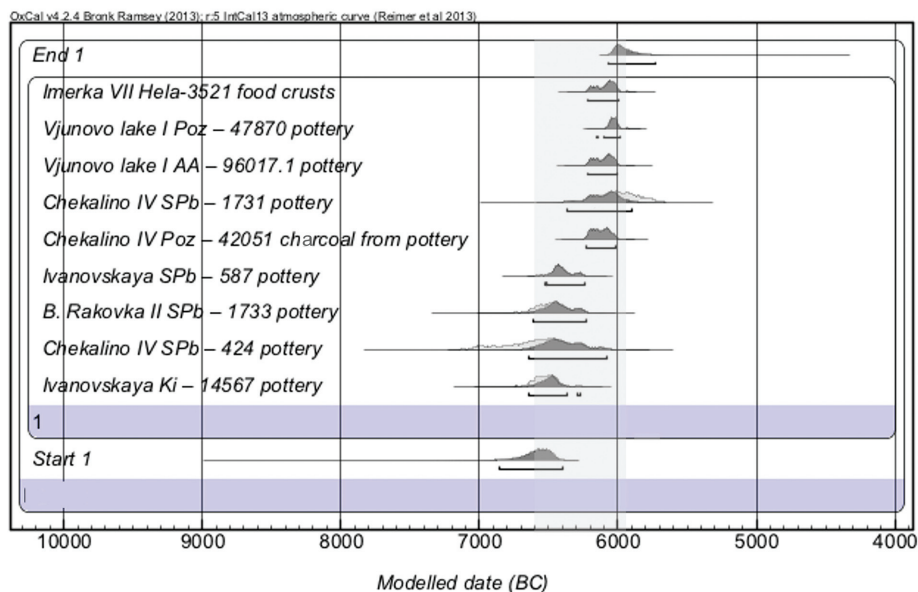 OxCal v4.2.4 Bronk Ramsey (2013); r:5 IntCal13 atmospheric curve (Reimer et al 2013)
End 1
Imerka VII Hela-3521 food crusts
Vjunovo lake I Poz – 47870 pottery
Vjunovo lake I AA – 96017.1 pottery
Chekalino IV SPb – 1731 pottery
Chekalino IV Poz – 42051 charcoal from pottery
Ivanovskaya SPb – 587 pottery
B. Rakovka II SPb – 1733 pottery
Chekalino IV SPb – 424 pottery
Ivanovskaya Ki – 14567 pottery
1
Start 1
10000 9000 8000 7000 6000 5000 4000
Modelled date (BC)